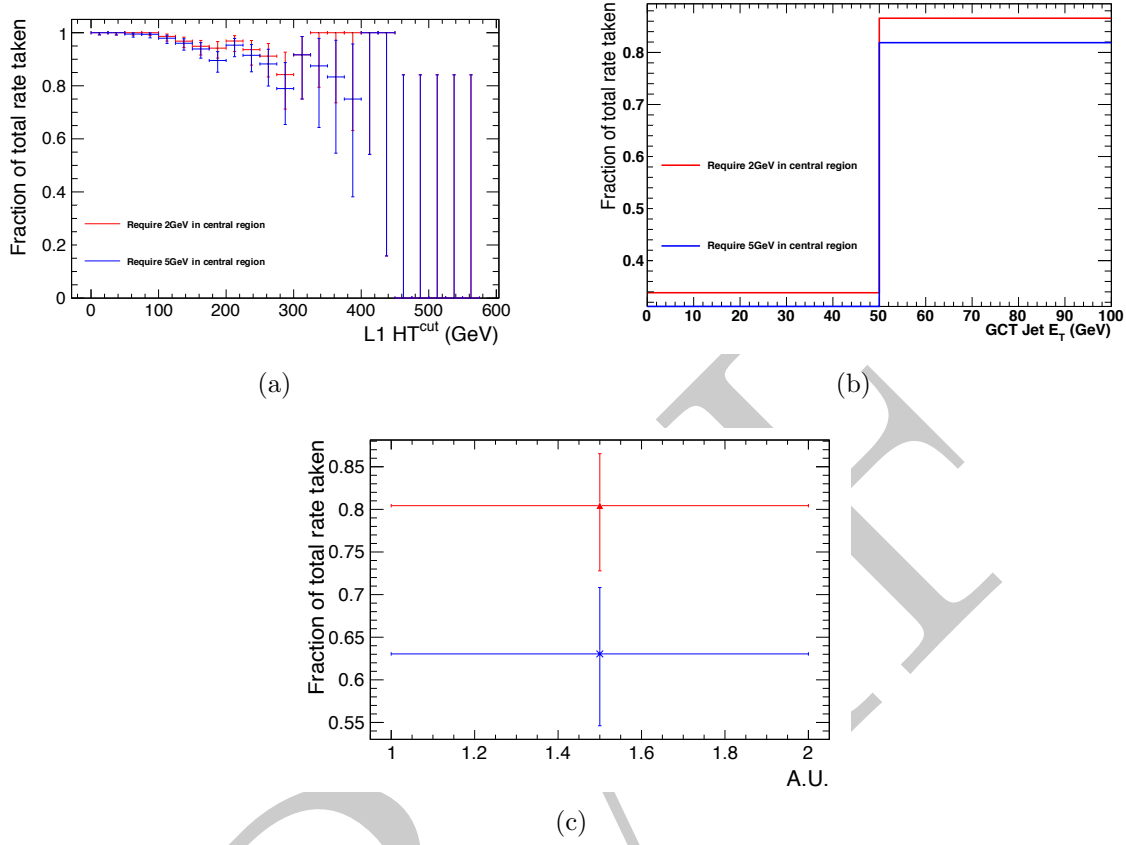 Fraction of total rate taken
1
0.8
0.6
0.4
0.2
0
Require 2GeV in central region
Require 5GeV in central region
0 100 200 300 400 500 600
L1 HT^cut (GeV)
(a)
Fraction of total rate taken
0.8
0.7
0.6
0.5
0.4
Require 2GeV in central region
Require 5GeV in central region
0 10 20 30 40 50 60 70 80 90 100
GCT Jet E_T (GeV)
(b)
Fraction of total rate taken
0.85
0.8
0.75
0.7
0.65
0.6
0.55
1 1.2 1.4 1.6 1.8 2
A.U.
(c)